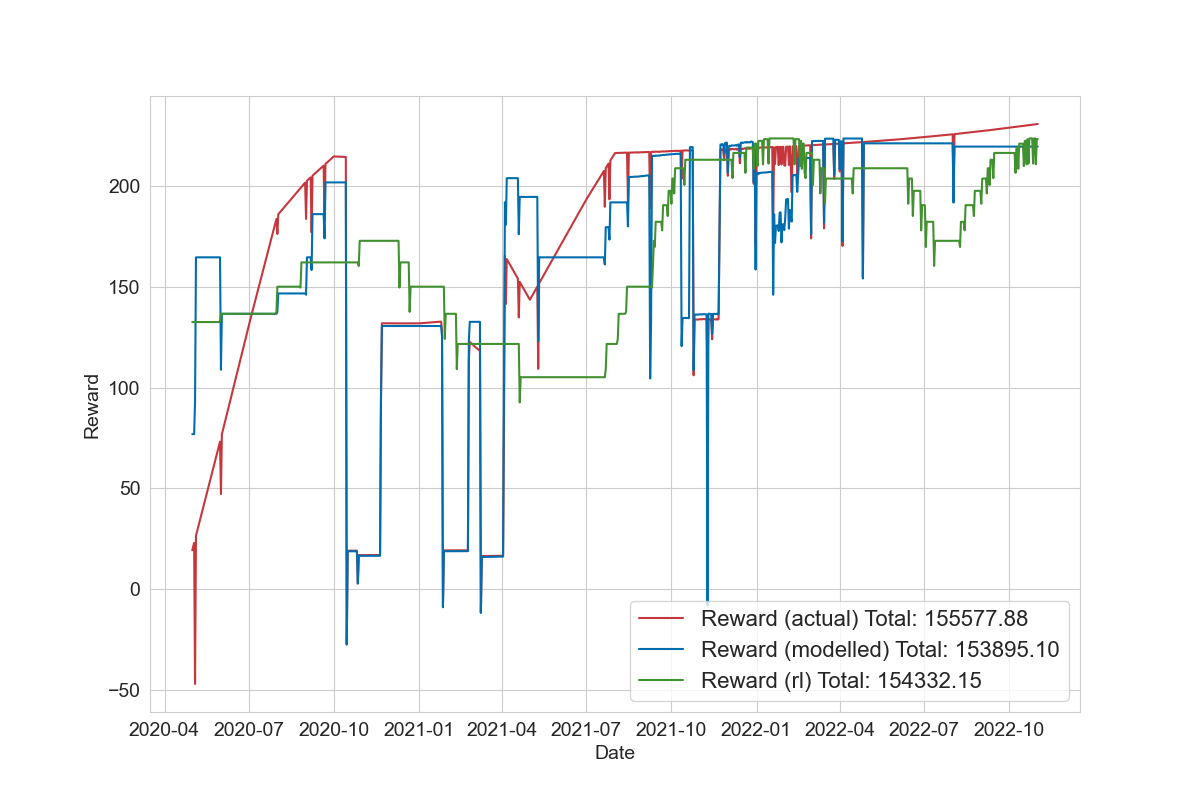 Reward
200
150
100
50
0
−50
2020-04 2020-07 2020-10 2021-01 2021-04 2021-07 2021-10 2022-01 2022-04 2022-07 2022-10
Date
Reward (actual) Total: 155577.88
Reward (modelled) Total: 153895.10
Reward (rl) Total: 154332.15